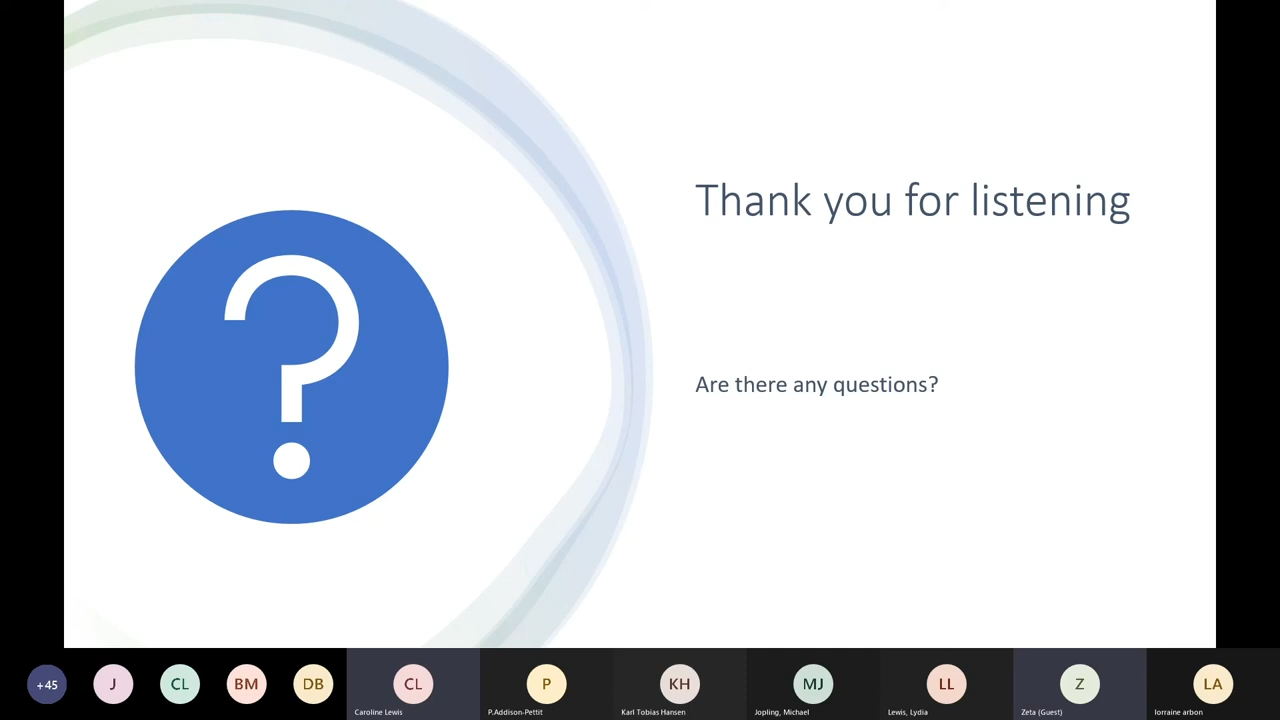 Thank you for listening
Are there any questions?
+45
J
CL
BM
DB
CL
Caroline Lewis
P
P.Addison-Pettit
KH
Karl Tobias Hansen
MJ
Jopling, Michael
LL
Lewis, Lydia
Z
Zeta (Guest)
LA
lorraine arbon